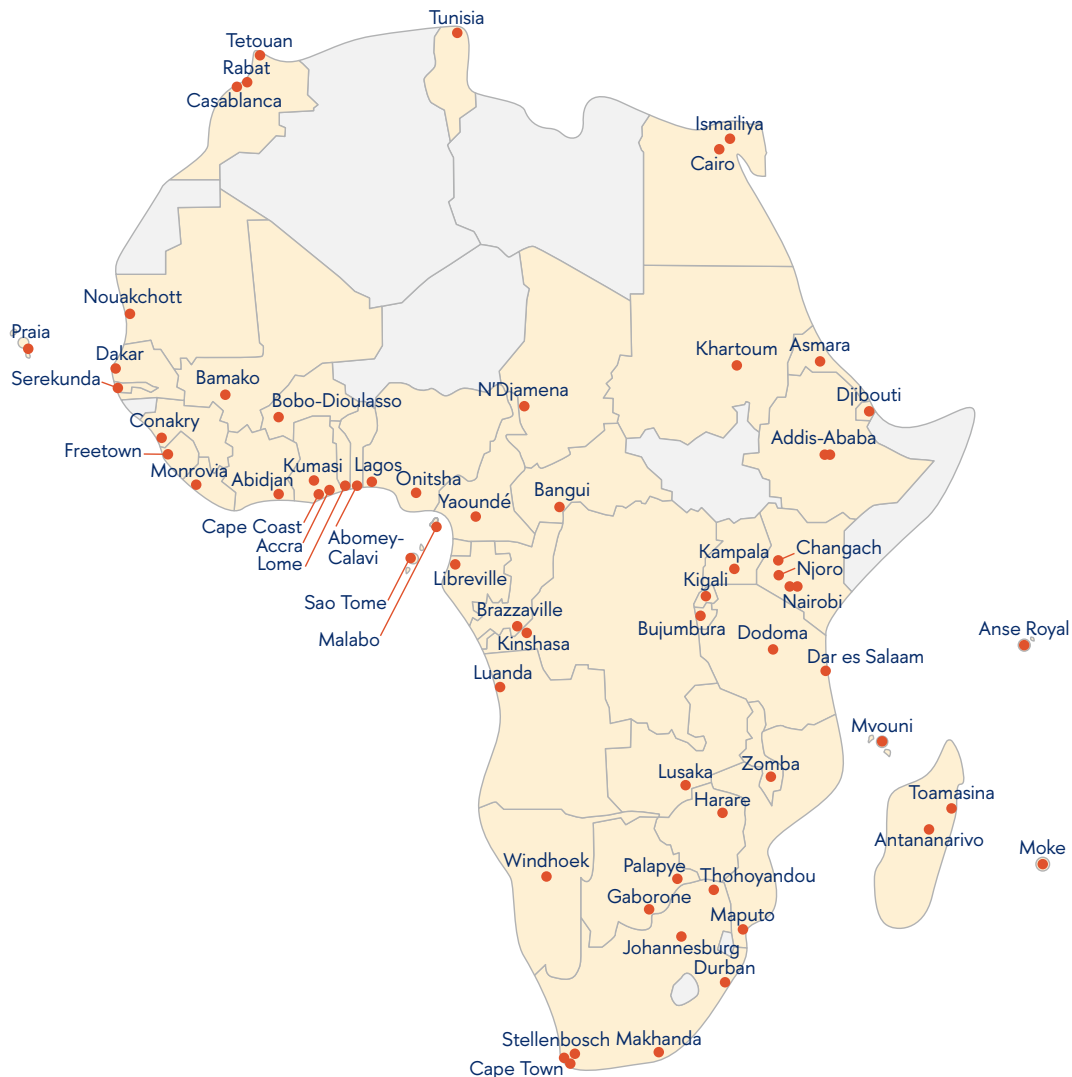 Tunisia
Tetouan
Rabat
Casablanca
Ismailiya
Cairo
Nouakchott
Praia
Dakar
Serekunda
Bamako
Bobo-Dioulasso
N'Djamena
Khartoum
Asmara
Djibouti
Conakry
Addis-Ababa
Freetown
Monrovia
Abidjan
Kumasi
Lagos
Onitsha
Yaoundé
Bangui
Cape Coast
Accra
Lome
Abomey-
Calavi
Kampala
Changach
Njoro
Libreville
Kigali
Nairobi
Sao Tome
Malabo
Brazzaville
Kinshasa
Bujumbura
Dodoma
Anse Royal
Dar es Salaam
Luanda
Mvouni
Lusaka
Zomba
Harare
Toamasina
Antananarivo
Moke
Windhoek
Palapye
Thohoyandou
Gaborone
Maputo
Johannesburg
Durban
Stellenbosch
Makhanda
Cape Town